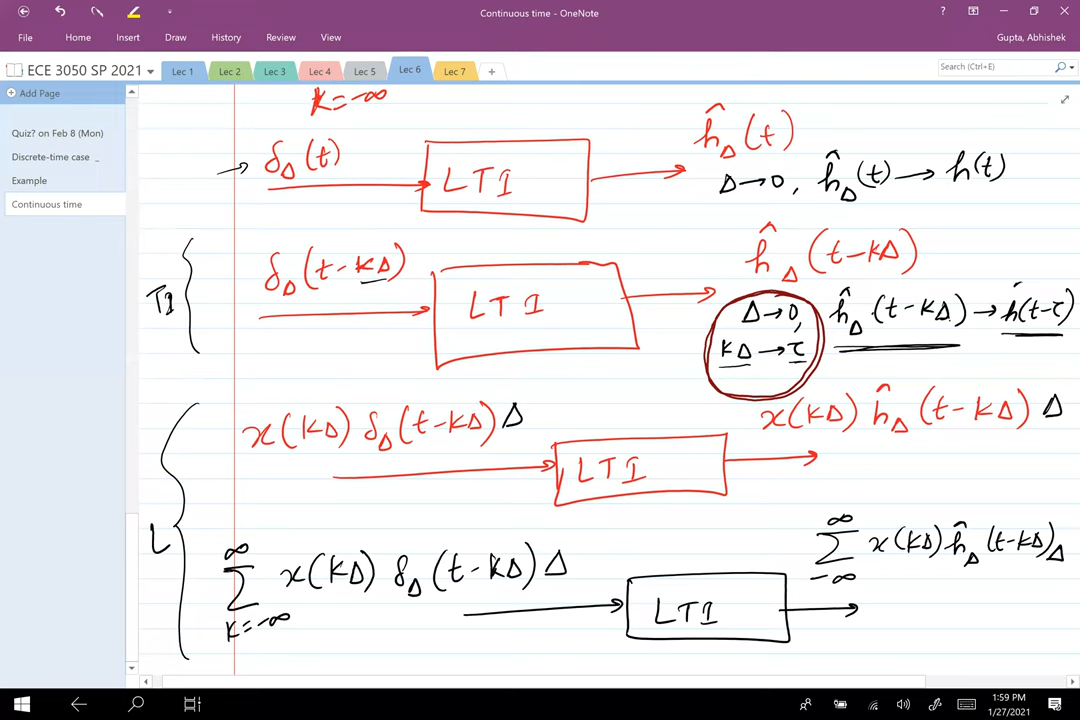 Continuous time - OneNote
?
File Home Insert Draw History Review View
Gupta, Abhishek
ECE 3050 SP 2021
Lec 1 Lec 2 Lec 3 Lec 4 Lec 5 Lec 6 Lec 7 +
Search (Ctrl+E)
Add Page
Quiz? on Feb 8 (Mon)
Discrete-time case _
Example
Continuous time
K=-∞
δ_Δ(t) LTI ĥ_Δ(t)
Δ→0, ĥ_Δ(t) → h(t)
TI
δ_Δ(t-KΔ) LTI ĥ_Δ(t-KΔ)
Δ→0, ĥ_Δ(t-KΔ) → h(t-τ)
KΔ→τ
L
x(KΔ) δ_Δ(t-KΔ) Δ LTI x(KΔ) ĥ_Δ(t-KΔ) Δ
∑_{K=-∞}^{∞} x(KΔ) δ_Δ(t-KΔ) Δ LTI ∑_{-∞}^{∞} x(KΔ) ĥ_Δ(t-KΔ) Δ
1:59 PM
1/27/2021